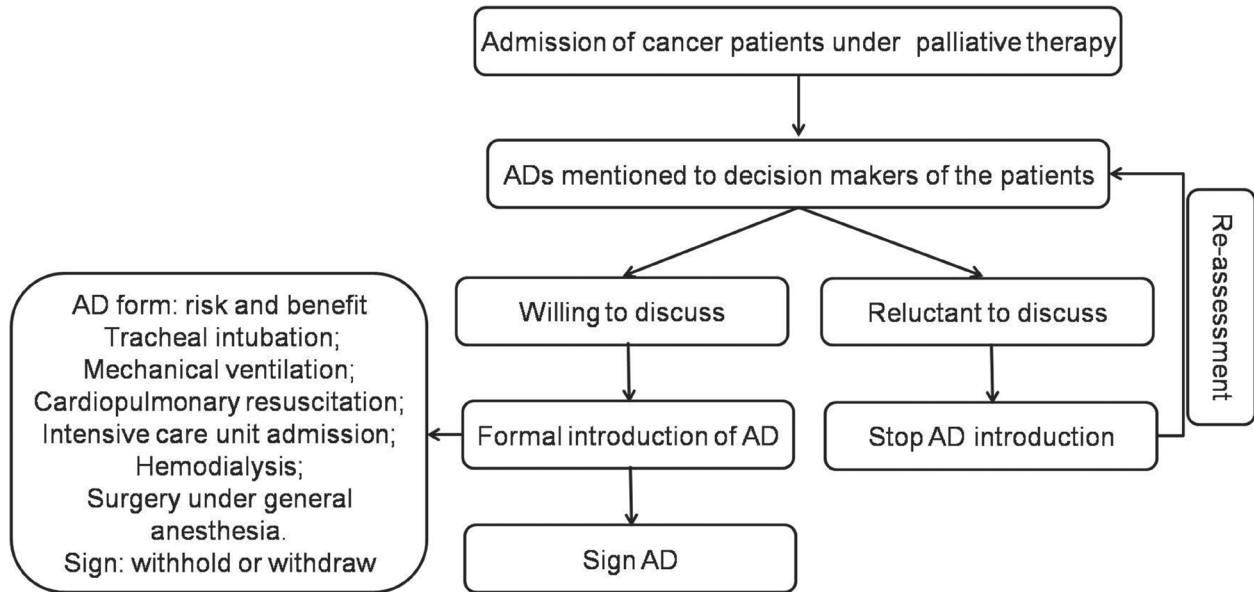 Admission of cancer patients under palliative therapy
ADs mentioned to decision makers of the patients
Re-assessment
Willing to discuss
Reluctant to discuss
AD form: risk and benefit
Tracheal intubation;
Mechanical ventilation;
Cardiopulmonary resuscitation;
Intensive care unit admission;
Hemodialysis;
Surgery under general
anesthesia.
Sign: withhold or withdraw
Formal introduction of AD
Stop AD introduction
Sign AD